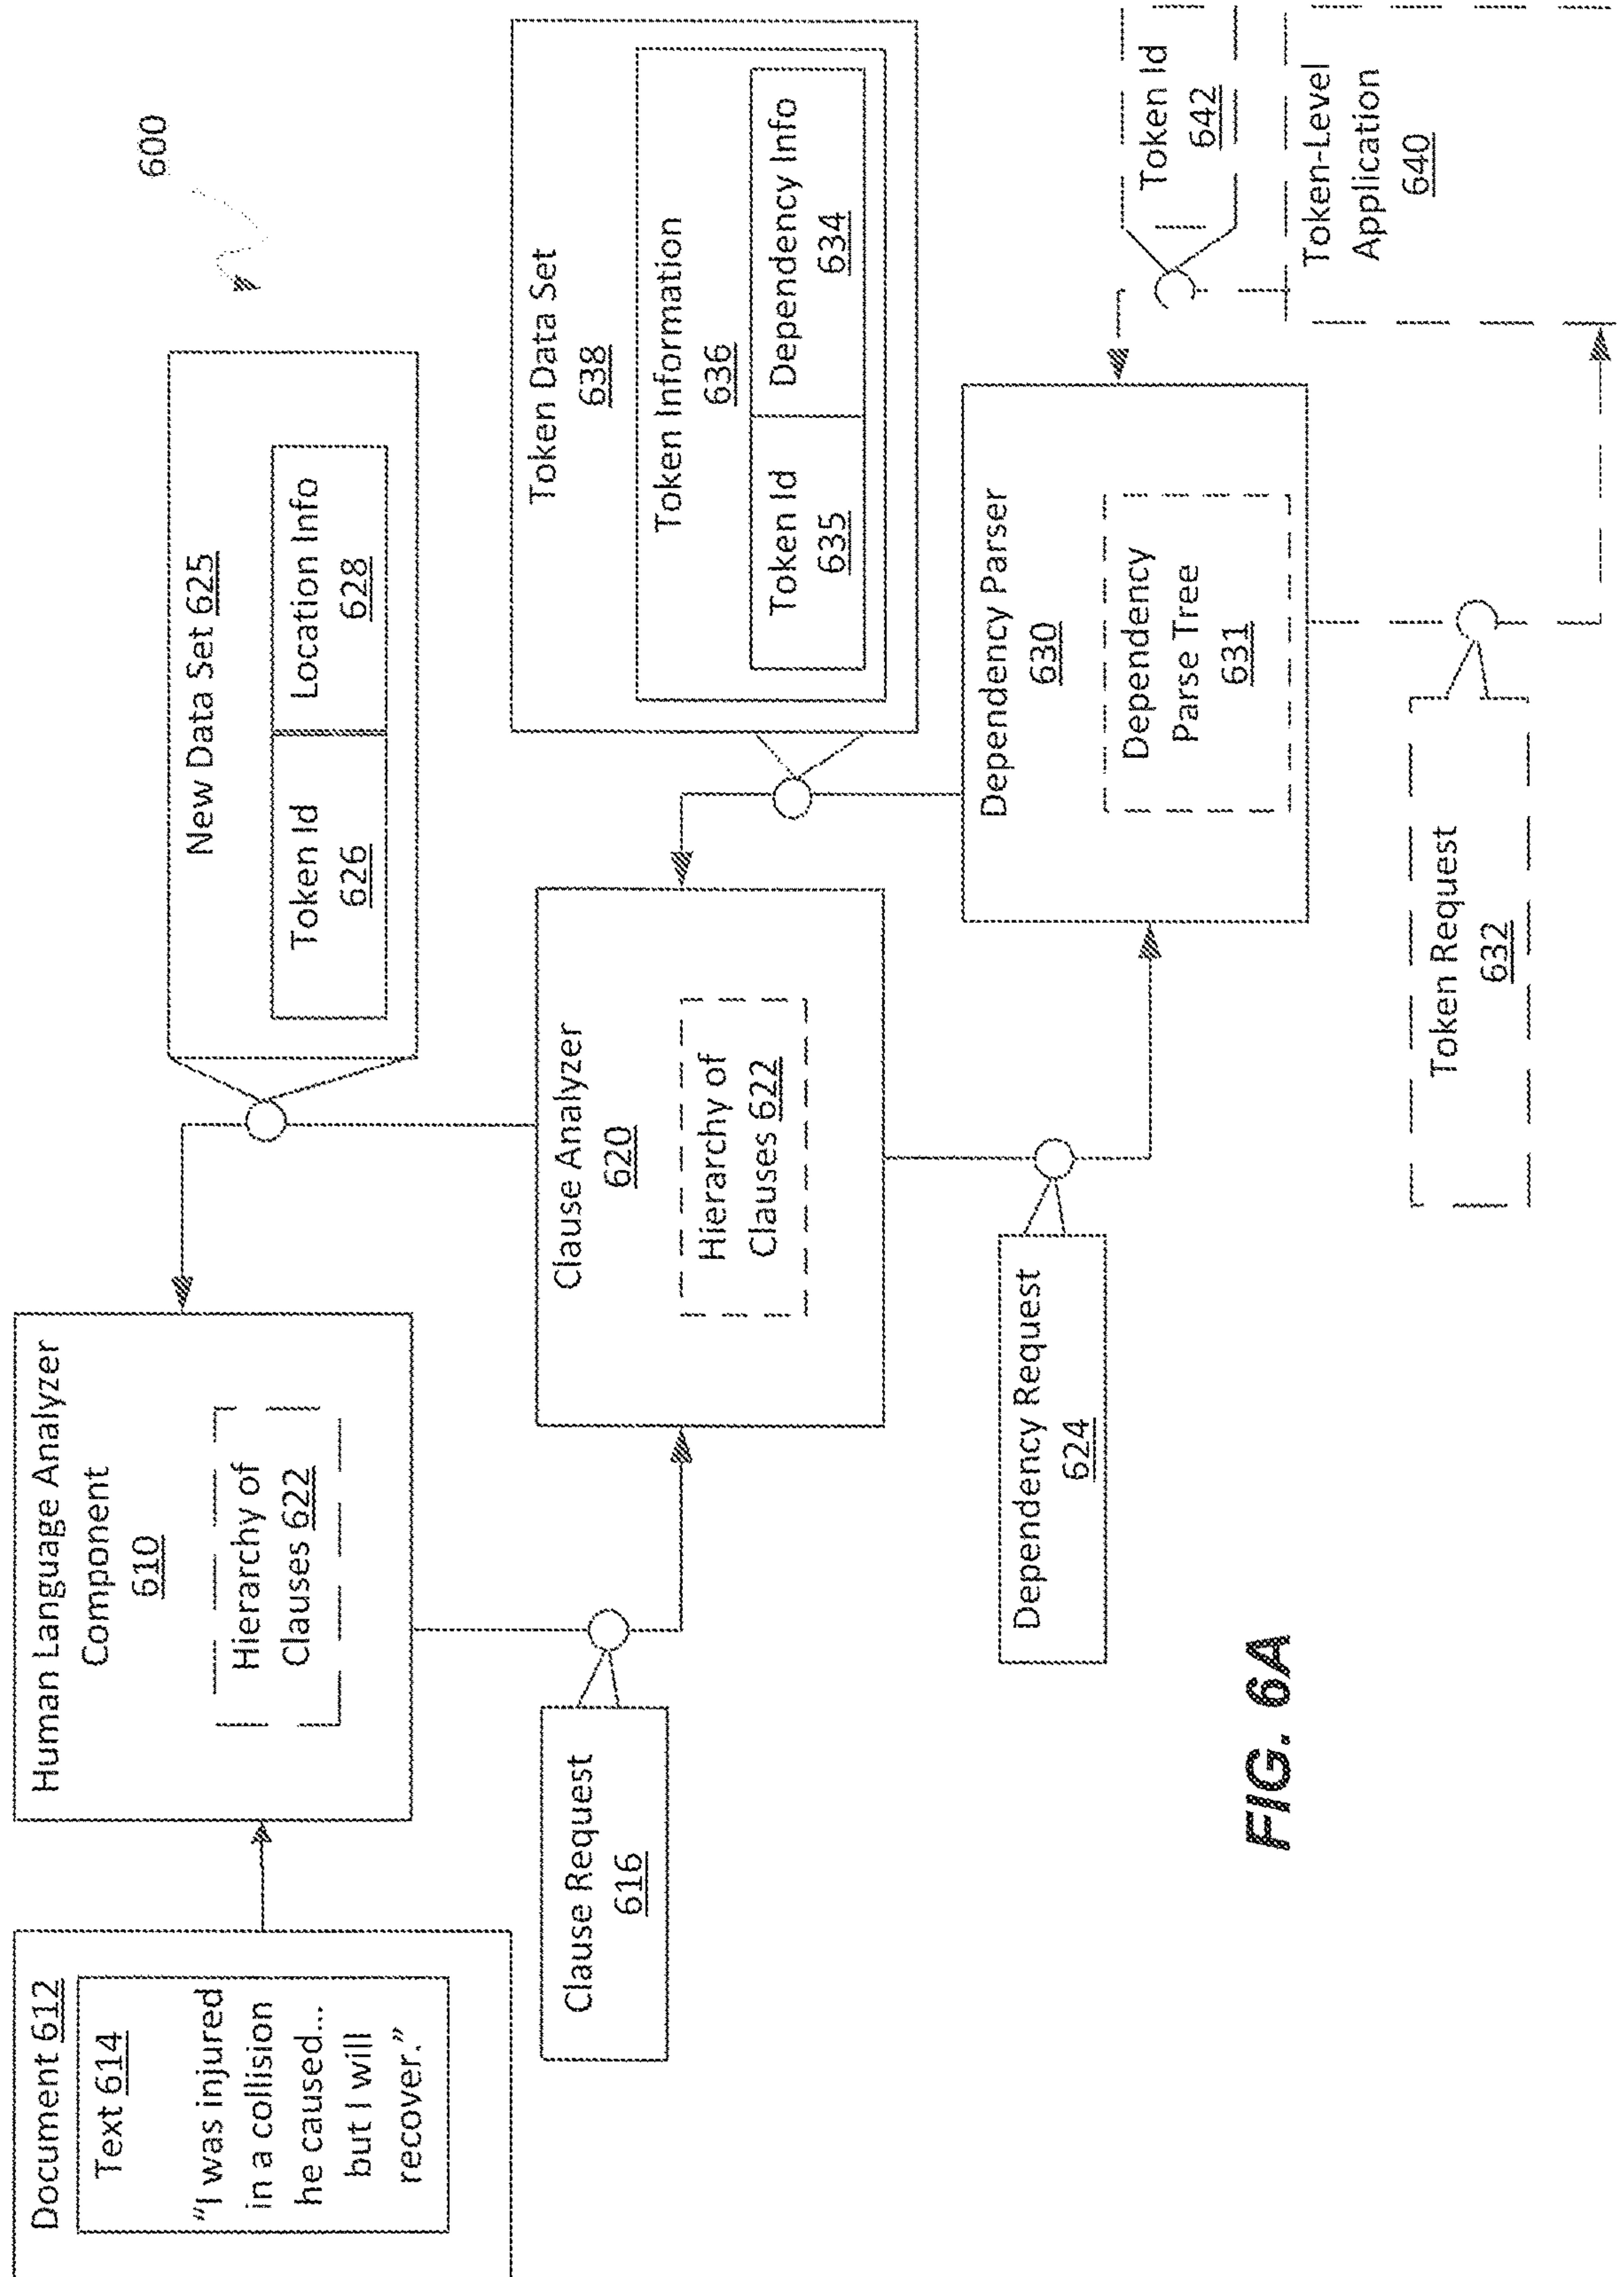 600
Document 612
Text 614
"I was injured
in a collision
he caused...
but I will
recover."
Human Language Analyzer
Component
610
Hierarchy of
Clauses 622
New Data Set 625
Token Id
626
Location Info
628
Clause Request
616
Clause Analyzer
620
Hierarchy of
Clauses 622
Token Data Set
638
Token Information
636
Token Id
635
Dependency Info
634
Dependency Request
624
Dependency Parser
630
Dependency
Parse Tree
631
Token Id
642
Token-Level
Application
640
Token Request
632
FIG. 6A